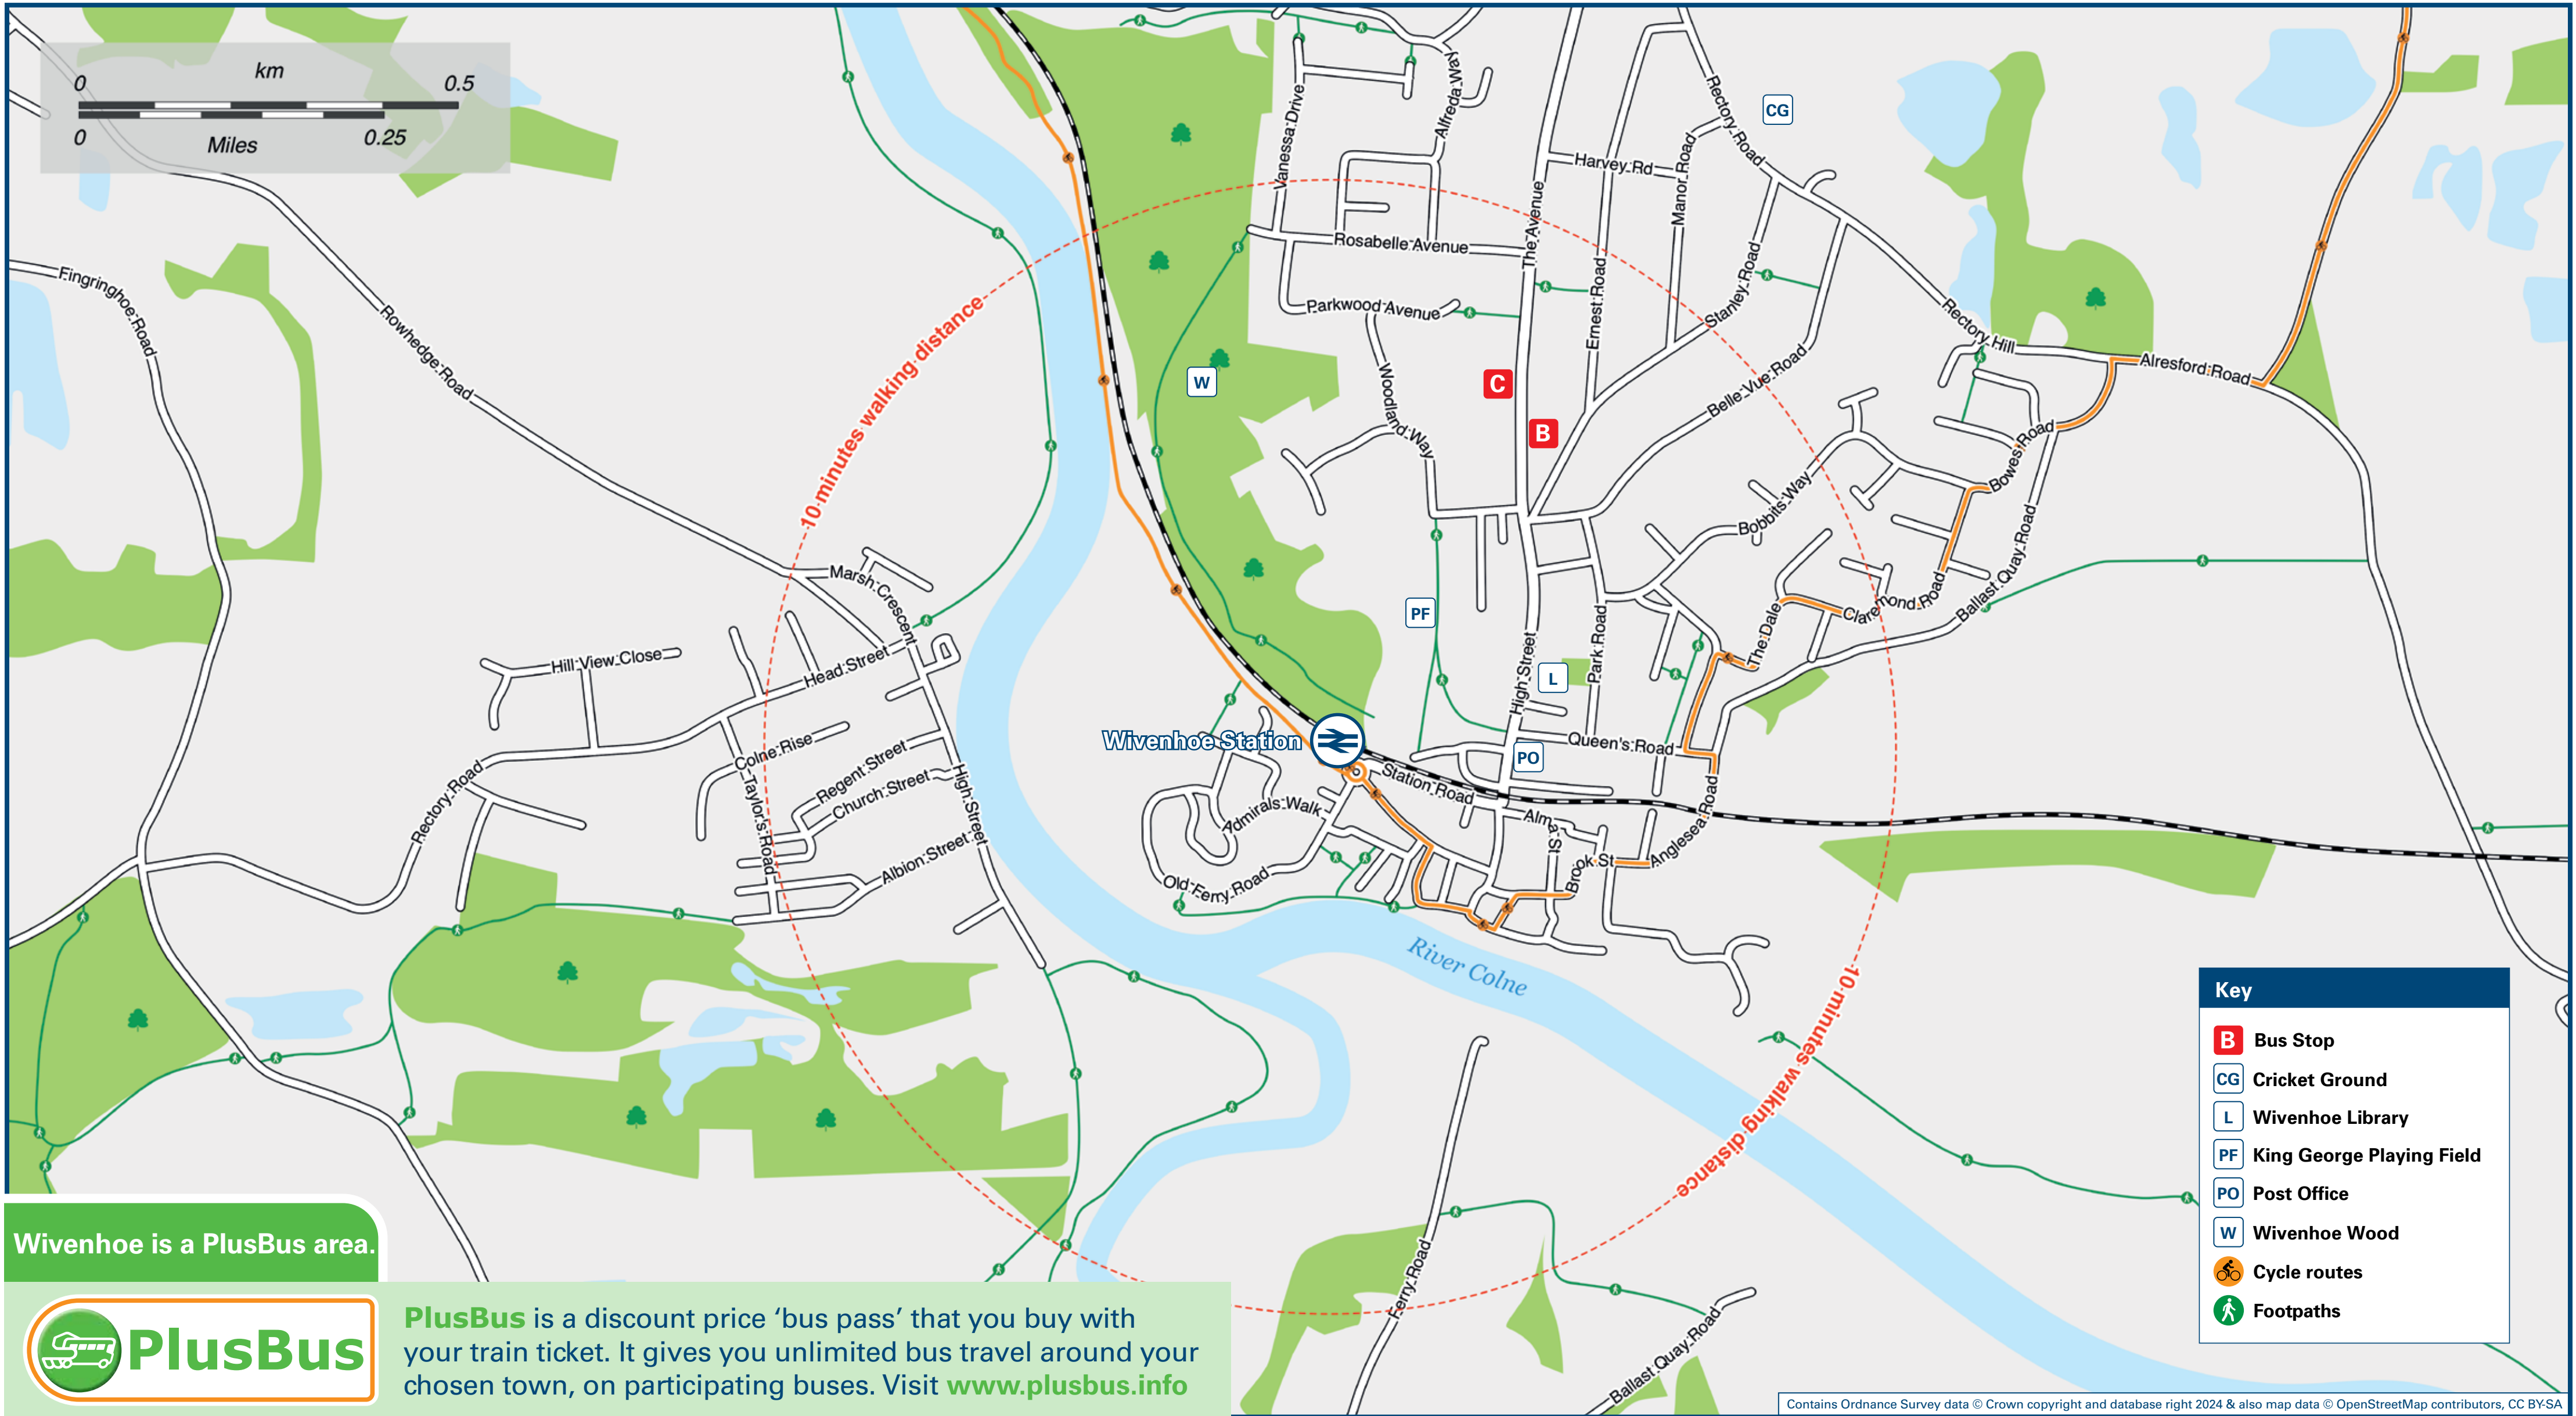 km
0
0.5
0
0.25
Miles
Fingringhoe Road
Rowhedge Road
10 minutes walking distance
Vanessa Drive
Alfreda Way
Rectory Road
CG
Harvey Rd
Manor Road
The Avenue
Rosabelle Avenue
Ernest Road
Stanley Road
Parkwood Avenue
Rectory Hill
Alresford Road
W
C
Woodland Way
Belle Vue Road
B
Bowes Road
Bobbits Way
Marsh Crescent
PF
Claremond Road
Ballast Quay Road
The Dale
Hill View Close
Head Street
High Street
L
Park Road
Wivenhoe Station
Queen's Road
PO
Colne Rise
Regent Street
Church Street
High Street
Station Road
Rectory Road
Taylor's Road
Admirals Walk
Alma St
Anglesea Road
Albion Street
Brook St
Old Ferry Road
River Colne
10 minutes walking distance
Ferry Road
Ballast Quay Road
Key
B Bus Stop
CG Cricket Ground
L Wivenhoe Library
PF King George Playing Field
PO Post Office
W Wivenhoe Wood
Cycle routes
Footpaths
Wivenhoe is a PlusBus area.
PlusBus
PlusBus is a discount price ‘bus pass’ that you buy with
your train ticket. It gives you unlimited bus travel around your
chosen town, on participating buses. Visit www.plusbus.info
Contains Ordnance Survey data © Crown copyright and database right 2024 & also map data © OpenStreetMap contributors, CC BY-SA